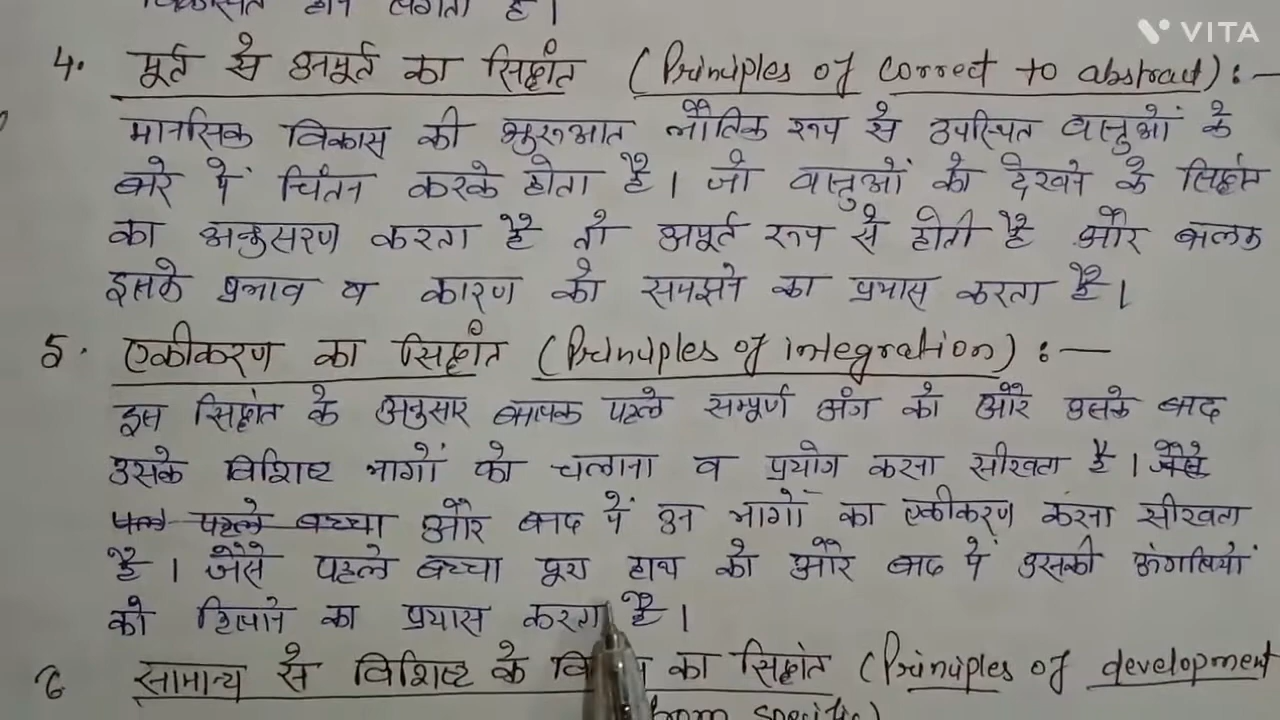 VITA
4. मूर्त से अमूर्त का सिद्धांत (Principles of correct to abstract) :-
मानसिक विकास की शुरुआत भौतिक रूप से उपस्थित वास्तुओं के
बारे में चिंतन करके होता है। जो वास्तुओं को देखने के सिद्धांत
का अनुसरण करता है तो अमूर्त रूप से होती है और बालक
इसके प्रभाव व कारण को समझने का प्रयास करता है।
5. एकीकरण का सिद्धांत (Principles of integration) :-
इस सिद्धांत के अनुसार बालक पहले सम्पूर्ण अंग को और उसके बाद
उसके विशिष्ट भागों को चलाना व प्रयोग करना सीखता है। जैसे
पहले बच्चा और बाद में उन भागों का एकीकरण करना सीखता
है। जैसे पहले बच्चा पूरा हाथ को और बाद में उसकी ऊंगलियों
को हिलाने का प्रयास करता है।
6 सामान्य से विशिष्ट के का सिद्धांत (Principles of development
from specific)